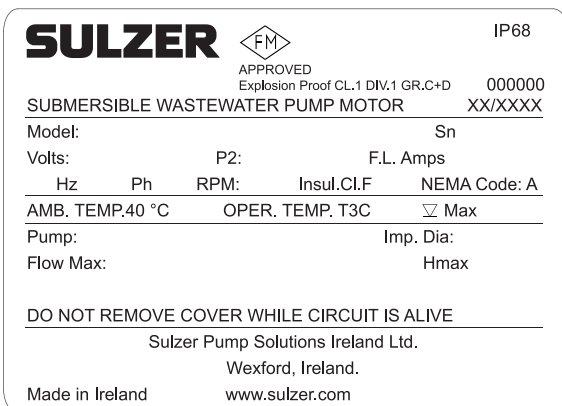 SULZER FM IP68
APPROVED
Explosion Proof CL.1 DIV.1 GR.C+D 000000
SUBMERSIBLE WASTEWATER PUMP MOTOR XX/XXXX
Model: Sn
Volts: P2: F.L. Amps
Hz Ph RPM: Insul.Cl.F NEMA Code: A
AMB. TEMP.40 °C OPER. TEMP. T3C Max
Pump: Imp. Dia:
Flow Max: Hmax
DO NOT REMOVE COVER WHILE CIRCUIT IS ALIVE
Sulzer Pump Solutions Ireland Ltd.
Wexford, Ireland.
Made in Ireland www.sulzer.com